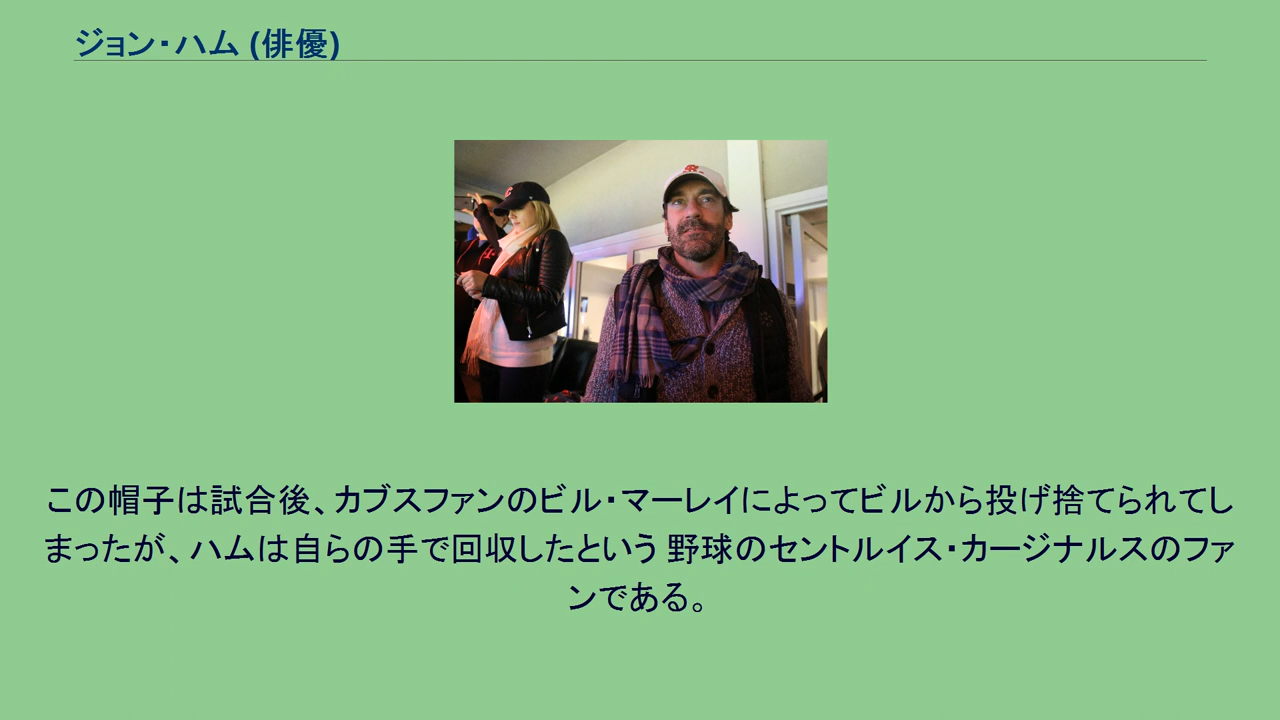 ジョン・ハム (俳優)
この帽子は試合後、カブスファンのビル・マーレイによってビルから投げ捨てられてし
まったが、ハムは自らの手で回収したという 野球のセントルイス・カージナルスのファ
ンである。